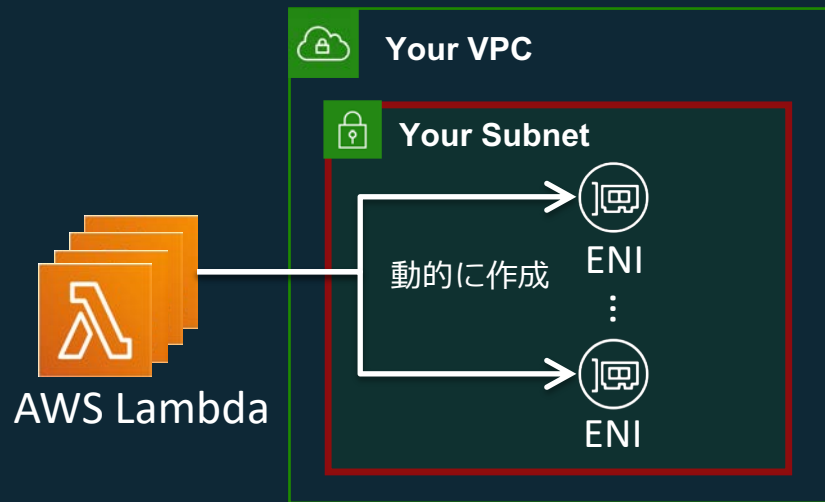 Your VPC
Your Subnet
動的に作成
ENI
⋮
ENI
AWS Lambda